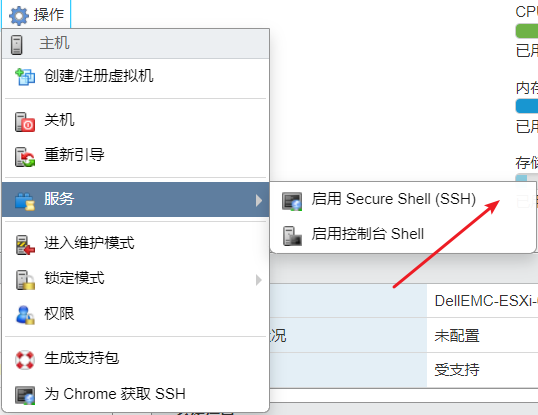 操作
主机
创建/注册虚拟机
关机
重新引导
服务
启用 Secure Shell (SSH)
启用控制台 Shell
进入维护模式
锁定模式
权限
生成支持包
为 Chrome 获取 SSH
CPU
已用
内存
已用
存储
DellEMC-ESXi-
未配置
受支持